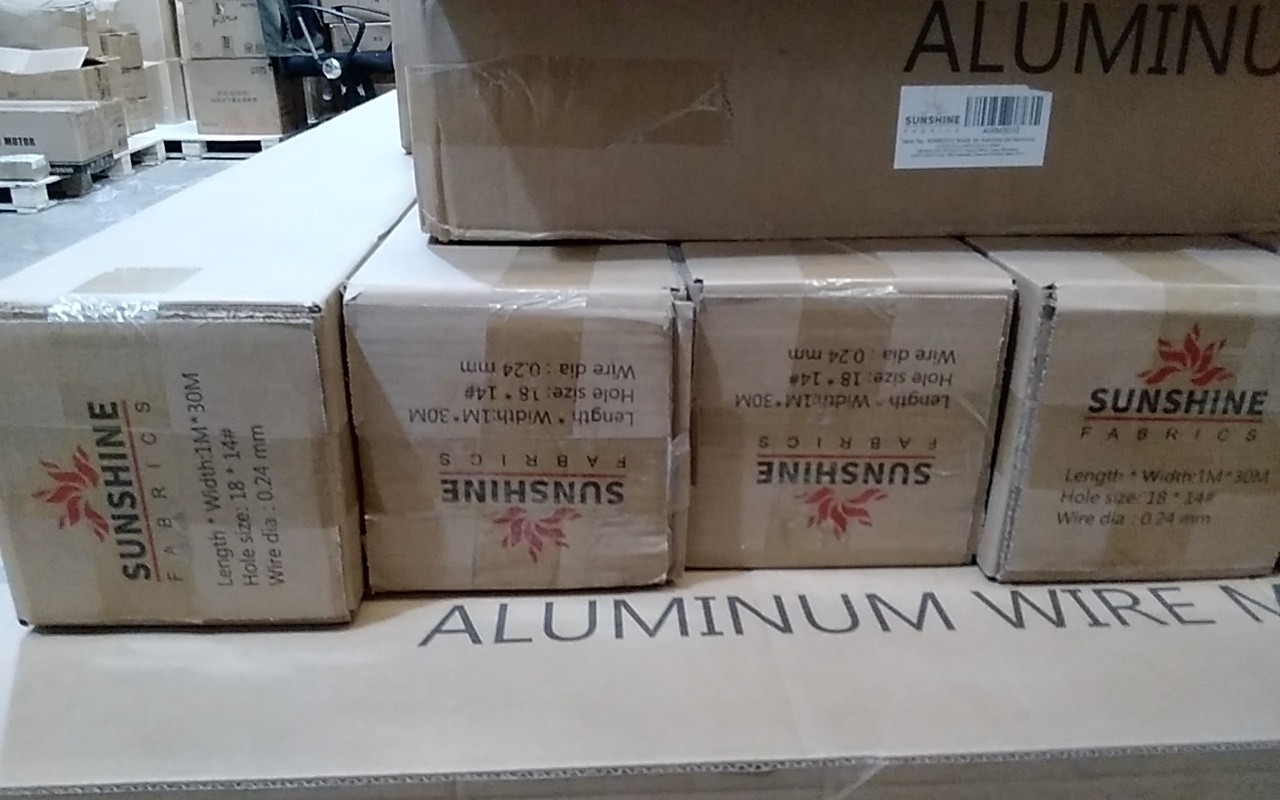 MOTOR
ALUMINU
SUNSHINE
FABRICS
SUNSHINE
FABRICS
Length * Width:1M*30M
Hole size: 18 * 14#
Wire dia : 0.24 mm
SUNSHINE
FABRICS
Length * Width:1M*30M
Hole size: 18 * 14#
Wire dia : 0.24 mm
SUNSHINE
FABRICS
Length * Width:1M*30M
Hole size: 18 * 14#
Wire dia : 0.24 mm
SUNSHINE
FABRICS
Length * Width:1M*30M
Hole size: 18 * 14#
Wire dia : 0.24 mm
ALUMINUM WIRE M